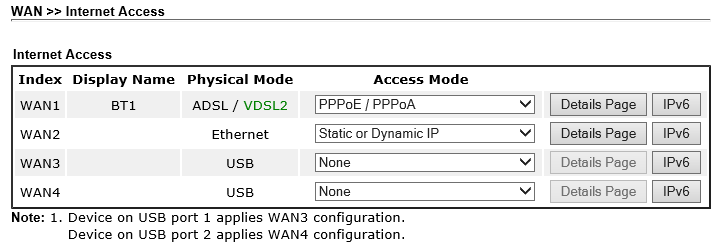 WAN >> Internet Access
Internet Access
Index Display Name Physical Mode Access Mode
WAN1 BT1 ADSL / VDSL2 PPPoE / PPPoA Details Page IPv6
WAN2 Ethernet Static or Dynamic IP Details Page IPv6
WAN3 USB None Details Page IPv6
WAN4 USB None Details Page IPv6
Note: 1. Device on USB port 1 applies WAN3 configuration.
Device on USB port 2 applies WAN4 configuration.